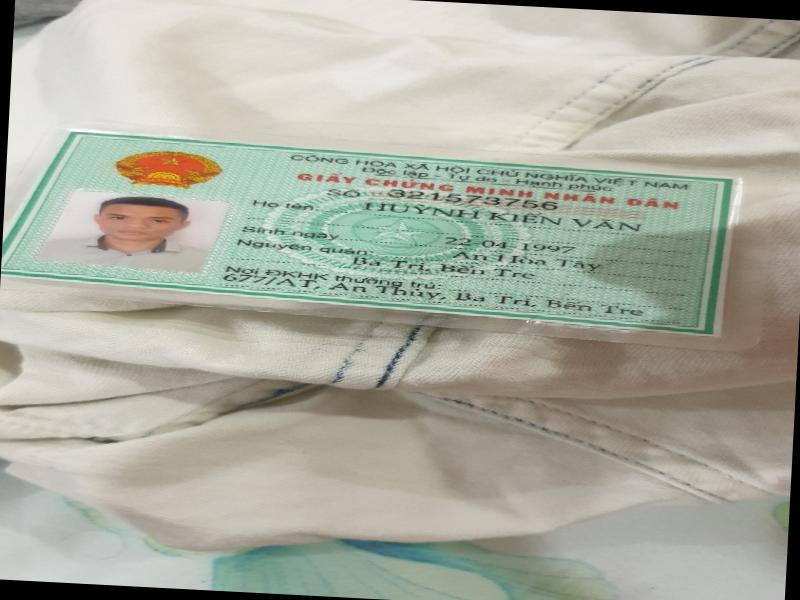 CỘNG HÒA XÃ HỘI CHỦ NGHĨA VIỆT NAM
Độc lập - Tự do - Hạnh phúc
GIẤY CHỨNG MINH NHÂN DÂN
SỐ 321573756
Họ tên HUỲNH KIẾN VĂN
Sinh ngày 22-04-1997
Nguyên quán An Hòa Tây
Ba Tri, Bến Tre
Nơi ĐKHK thường trú:
677/AT, An Thủy, Ba Tri, Bến Tre